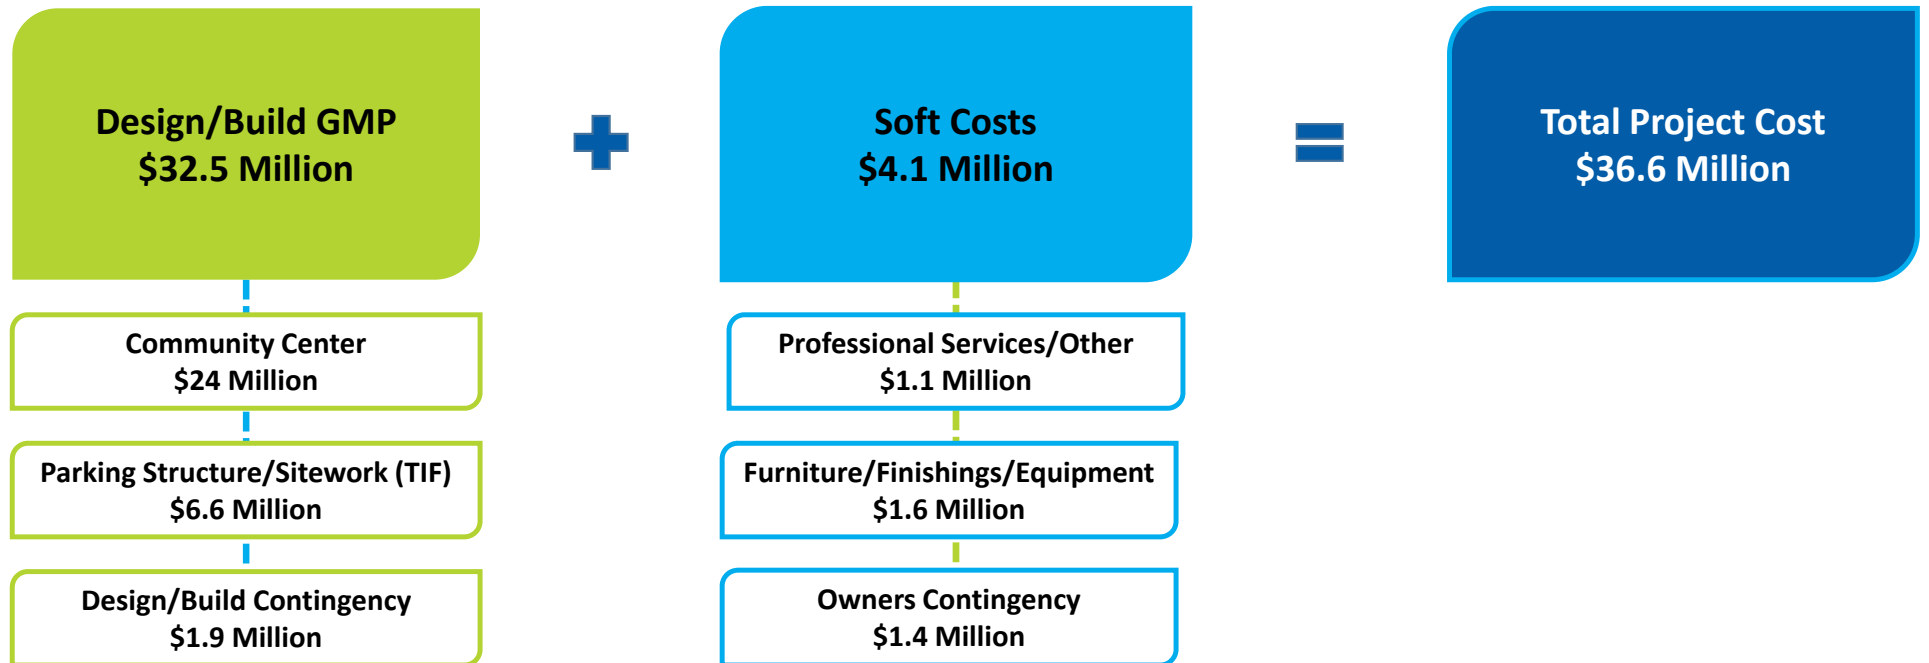 Design/Build GMP
$32.5 Million
Soft Costs
$4.1 Million
Total Project Cost
$36.6 Million
Community Center
$24 Million
Parking Structure/Sitework (TIF)
$6.6 Million
Design/Build Contingency
$1.9 Million
Professional Services/Other
$1.1 Million
Furniture/Finishings/Equipment
$1.6 Million
Owners Contingency
$1.4 Million